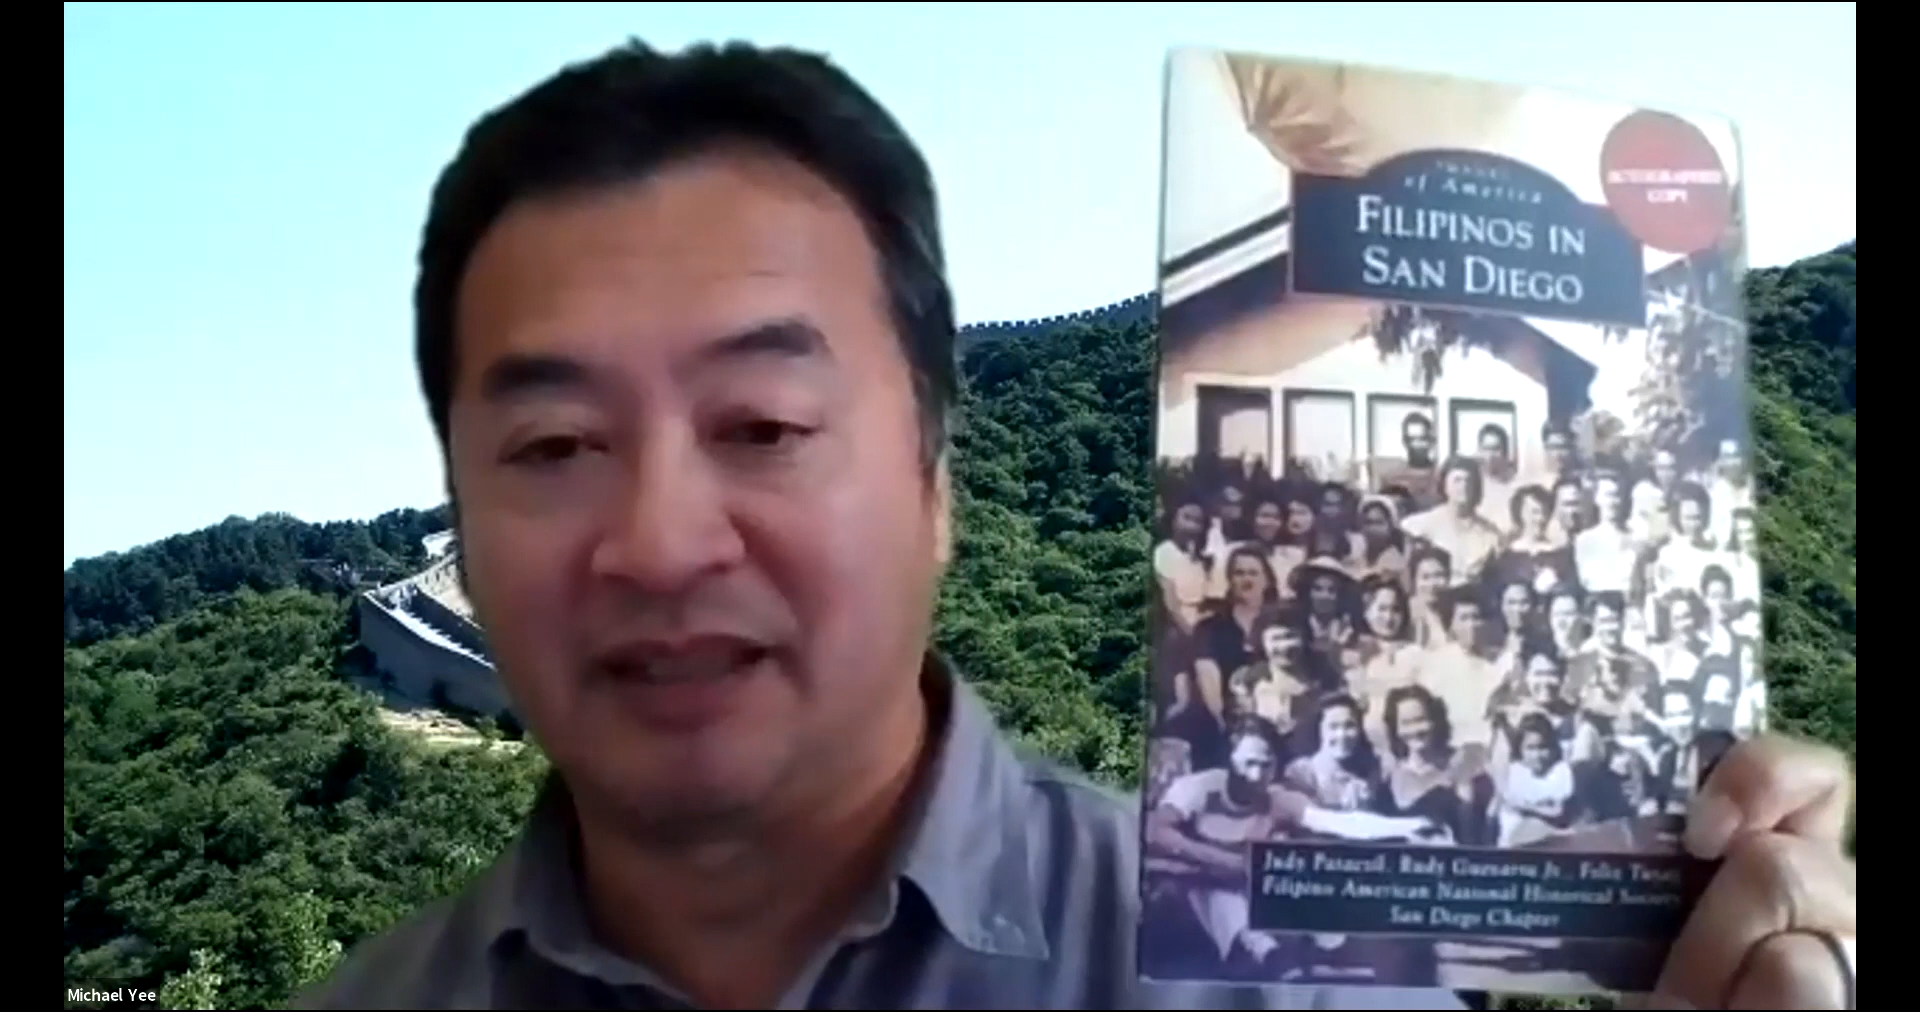 IMAGES
of America
FILIPINOS IN
SAN DIEGO
AUTOGRAPHED
COPY
Judy Patacsil, Rudy Guevarra Jr., Felix Tuyay
Filipino American National Historical Society
San Diego Chapter
Michael Yee